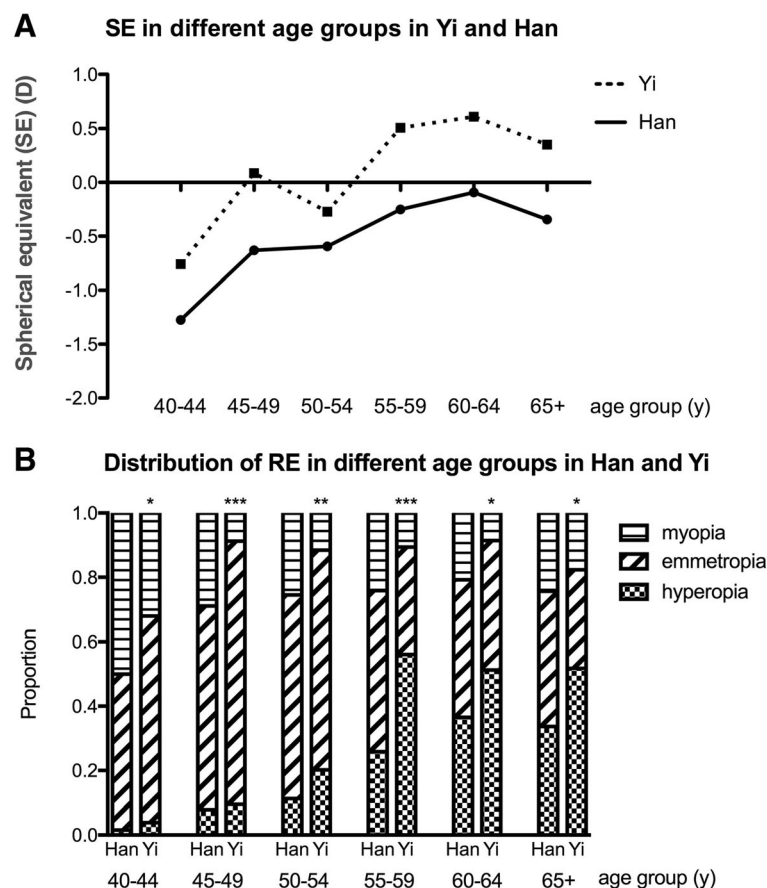 A SE in different age groups in Yi and Han
Spherical equivalent (SE) (D)
1.0
0.5
0.0
-0.5
-1.0
-1.5
-2.0
Yi
Han
40-44 45-49 50-54 55-59 60-64 65+ age group (y)
B Distribution of RE in different age groups in Han and Yi
Proportion
* *** ** *** * *
1.0
0.8
0.6
0.4
0.2
0.0
myopia
emmetropia
hyperopia
Han Yi Han Yi Han Yi Han Yi Han Yi Han Yi
40-44 45-49 50-54 55-59 60-64 65+ age group (y)